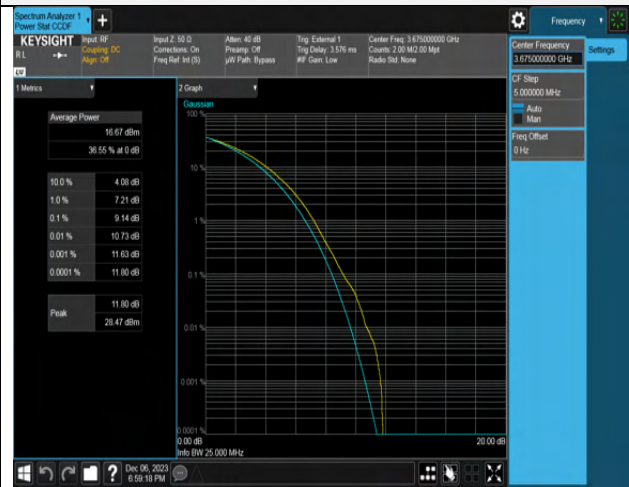 Spectrum Analyzer 1
Power Stat CCDF
Frequency
KEYSIGHT
Input: RF
Coupling: DC
Align: Off
Input Z: 50 Ω
Corrections: On
Freq Ref: Int (S)
Atten: 40 dB
Preamp: Off
µW Path: Bypass
Trig: External 1
Trig Delay: 3.576 ms
#IF Gain: Low
Center Freq: 3.675000000 GHz
Counts: 2.00 M/2.00 Mpt
Radio Std: None
R L
Center Frequency
3.675000000 GHz
Settings
CF Step
5.000000 MHz
Auto
Man
Freq Offset
0 Hz
1 Metrics
Average Power
16.67 dBm
36.55 % at 0 dB
10.0 % 4.08 dB
1.0 % 7.21 dB
0.1 % 9.14 dB
0.01 % 10.73 dB
0.001 % 11.63 dB
0.0001 % 11.80 dB
Peak
11.80 dB
28.47 dBm
2 Graph
Gaussian
100 %
10 %
1 %
0.1 %
0.01 %
0.001 %
0.0001 %
0.00 dB
20.00 dB
Info BW 25.000 MHz
Dec 06, 2023
6:59:18 PM